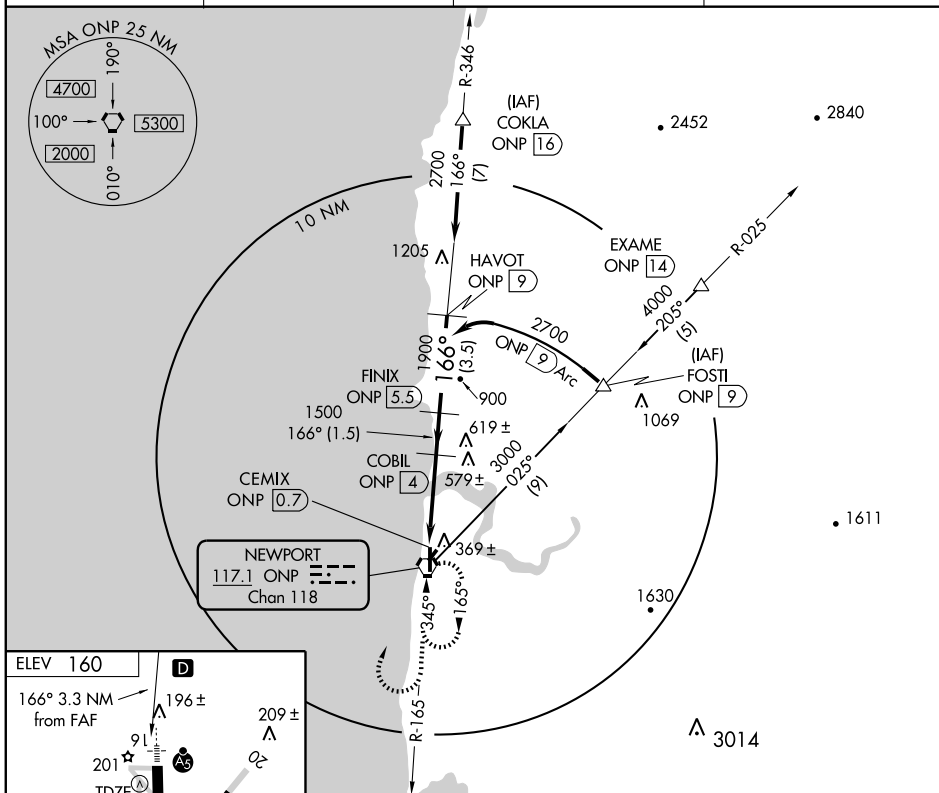 MSA ONP 25 NM
190°
4700
100°
5300
2000
010°
R-346
(IAF)
COKLA
ONP 16
2452
2840
2700
166°
(7)
10 NM
1205
HAVOT
ONP 9
EXAME
ONP 14
R-025
4000
205°
(5)
2700
ONP 9 Arc
1900
166°
(3.5)
(IAF)
FOSTI
ONP 9
FINIX
ONP 5.5
900
1069
1500
166° (1.5)
619 ±
COBIL
ONP 4
579 ±
3000
025°
(9)
CEMIX
ONP 0.7
1611
369 ±
NEWPORT
117.1 ONP
Chan 118
345°
165°
1630
R-165
3014
ELEV 160
D
166° 3.3 NM
from FAF
196 ±
209 ±
16
20
201
A5
TDZE